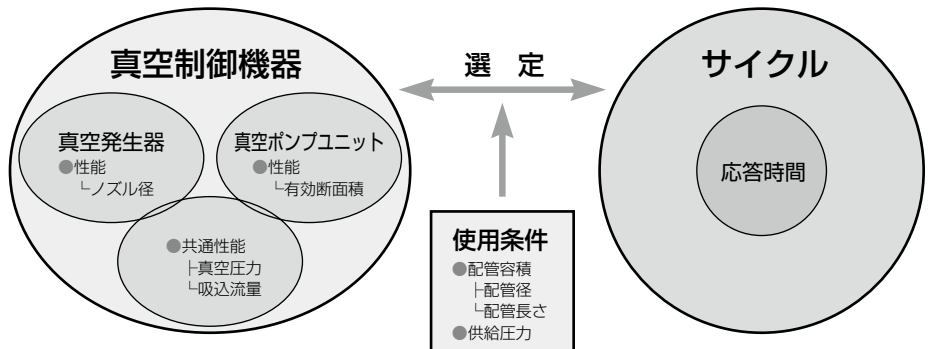 真空制御機器
真空発生器
●性能
└ノズル径
真空ポンプユニット
●性能
└有効断面積
●共通性能
├真空圧力
└吸込流量
選　定
使用条件
●配管容積
├配管径
└配管長さ
●供給圧力
サイクル
応答時間